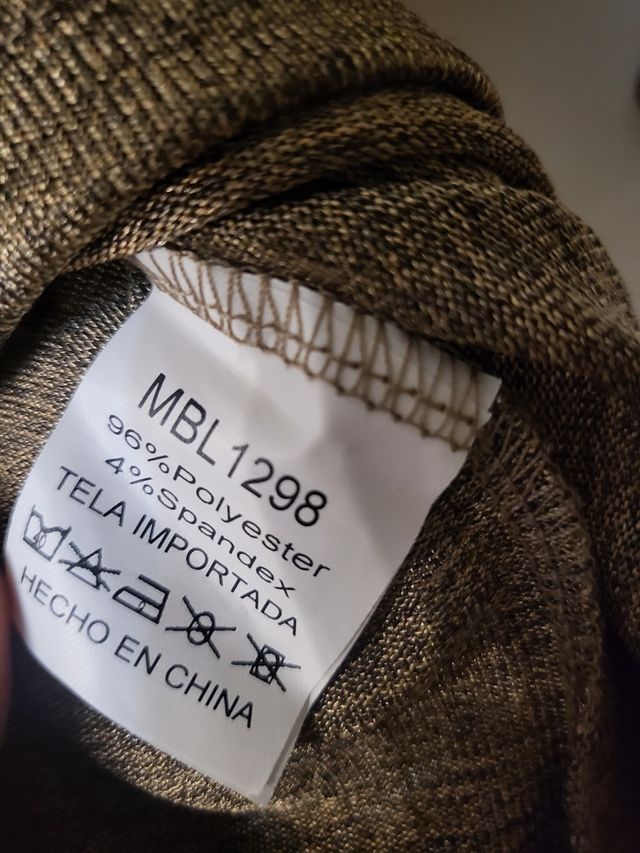 MBL1298
96%Polyester
4%Spandex
TELA IMPORTADA
HECHO EN CHINA